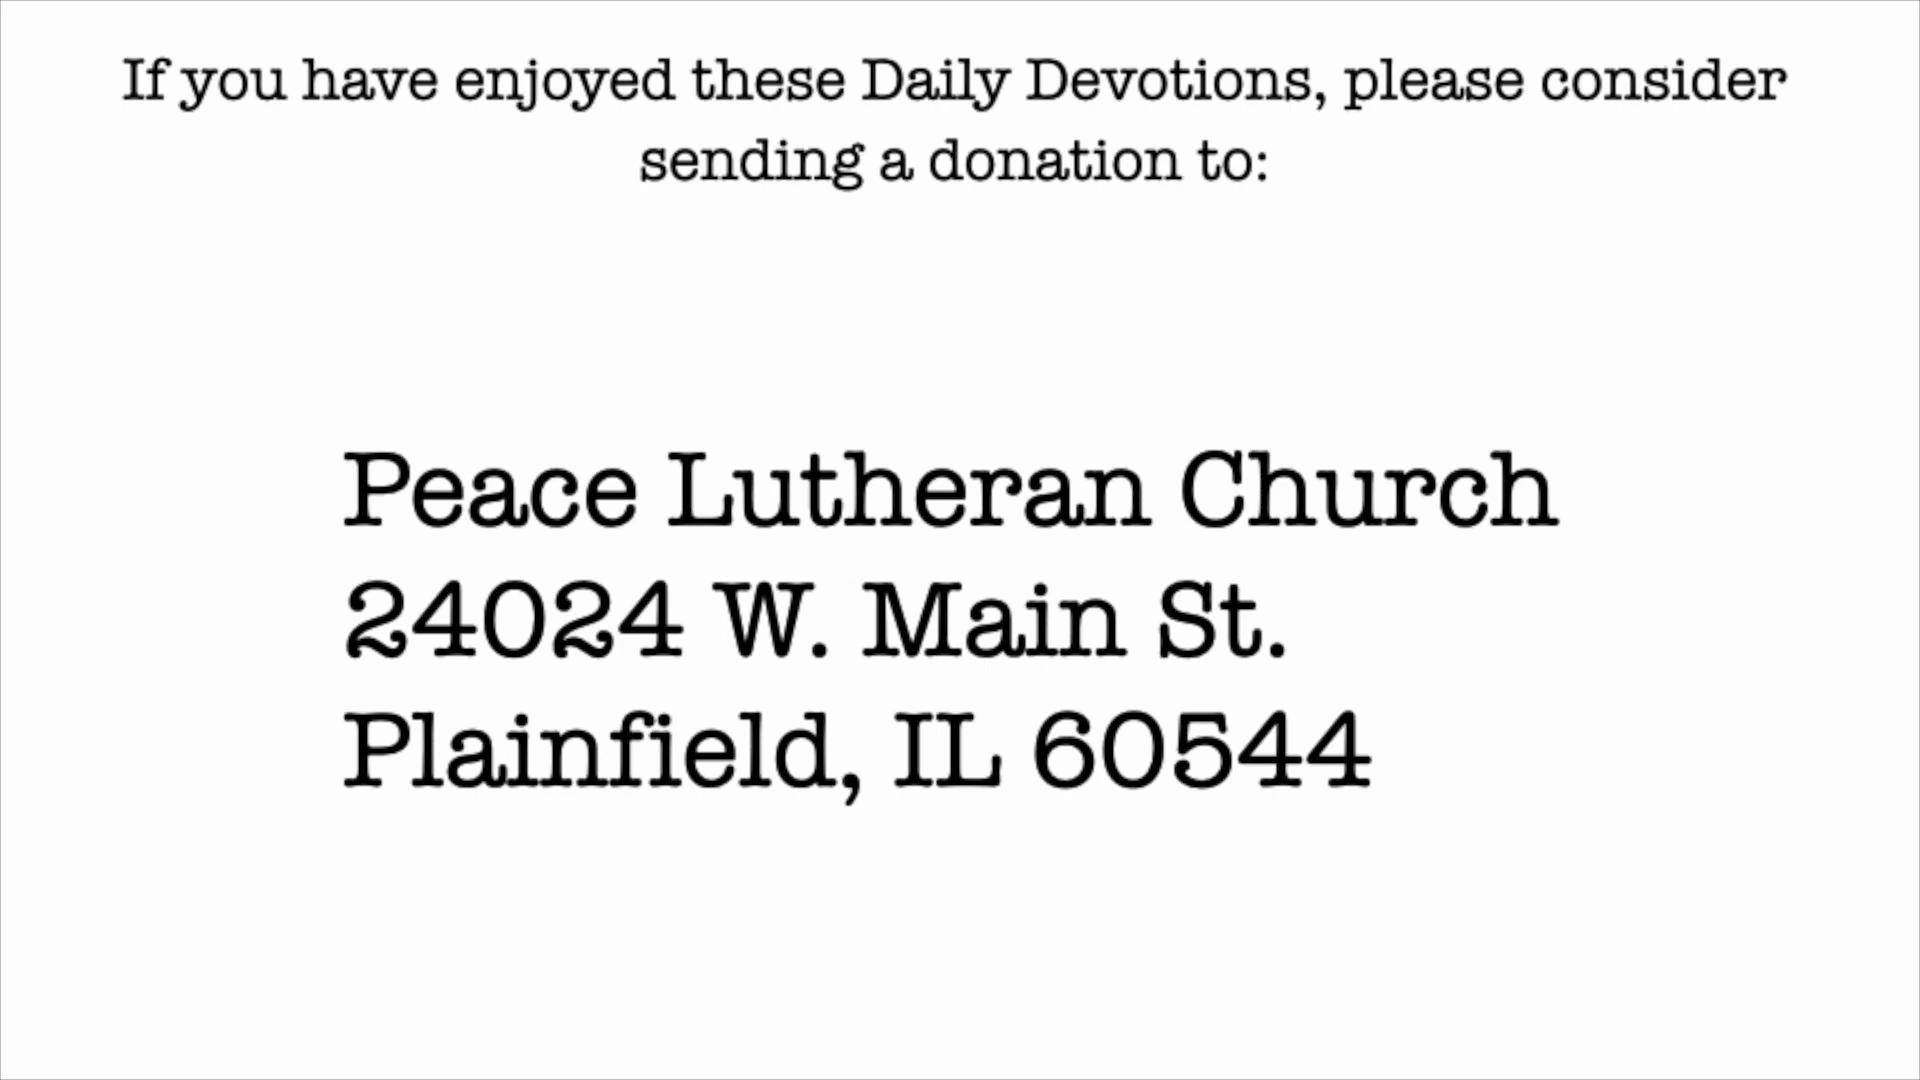 If you have enjoyed these Daily Devotions, please consider
sending a donation to:
Peace Lutheran Church
24024 W. Main St.
Plainfield, IL 60544